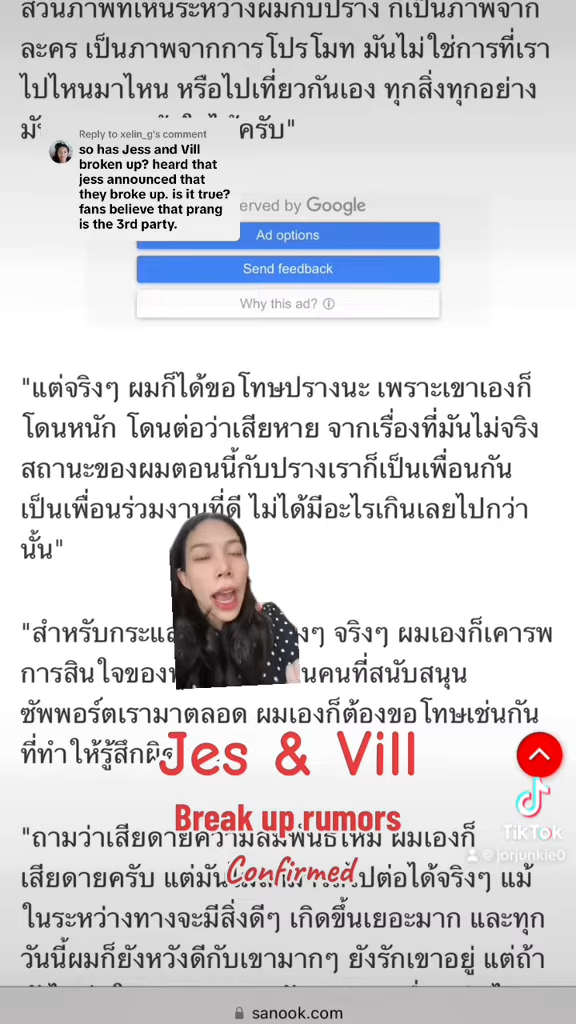 ส่วนภาพที่เห็นระหว่างผมกับปราง ก็เป็นภาพจาก
ละคร เป็นภาพจากการโปรโมท มันไม่ใช่การที่เรา
ไปไหนมาไหน หรือไปเที่ยวกันเอง ทุกสิ่งทุกอย่าง
ครับ"
Reply to xelin_g's comment
so has Jess and Vill
broken up? heard that
jess announced that
they broke up. is it true?
fans believe that prang
is the 3rd party.
erved by Google
Ad options
Send feedback
Why this ad?
"แต่จริงๆ ผมก็ได้ขอโทษปรางนะ เพราะเขาเองก็
โดนหนัก โดนต่อว่าเสียหาย จากเรื่องที่มันไม่จริง
สถานะของผมตอนนี้กับปรางเราก็เป็นเพื่อนกัน
เป็นเพื่อนร่วมงานที่ดี ไม่ได้มีอะไรเกินเลยไปกว่า
นั้น"
"สำหรับกระแส งๆ จริงๆ ผมเองก็เคารพ
การสินใจของ นคนที่สนับสนุน
ซัพพอร์ตเรามาตลอด ผมเองก็ต้องขอโทษเช่นกัน
ที่ทำให้รู้สึกผิด
Jes & Vill
Break up rumors
"ถามว่าเสียดายความสัมพันธ์ไหม ผมเองก็
Confirmed
เสียดายครับ แต่มัน ไปต่อได้จริงๆ แม้
ในระหว่างทางจะมีสิ่งดีๆ เกิดขึ้นเยอะมาก และทุก
วันนี้ผมก็ยังหวังดีกับเขามากๆ ยังรักเขาอยู่ แต่ถ้า
TikTok
@jorjunkie0
sanook.com